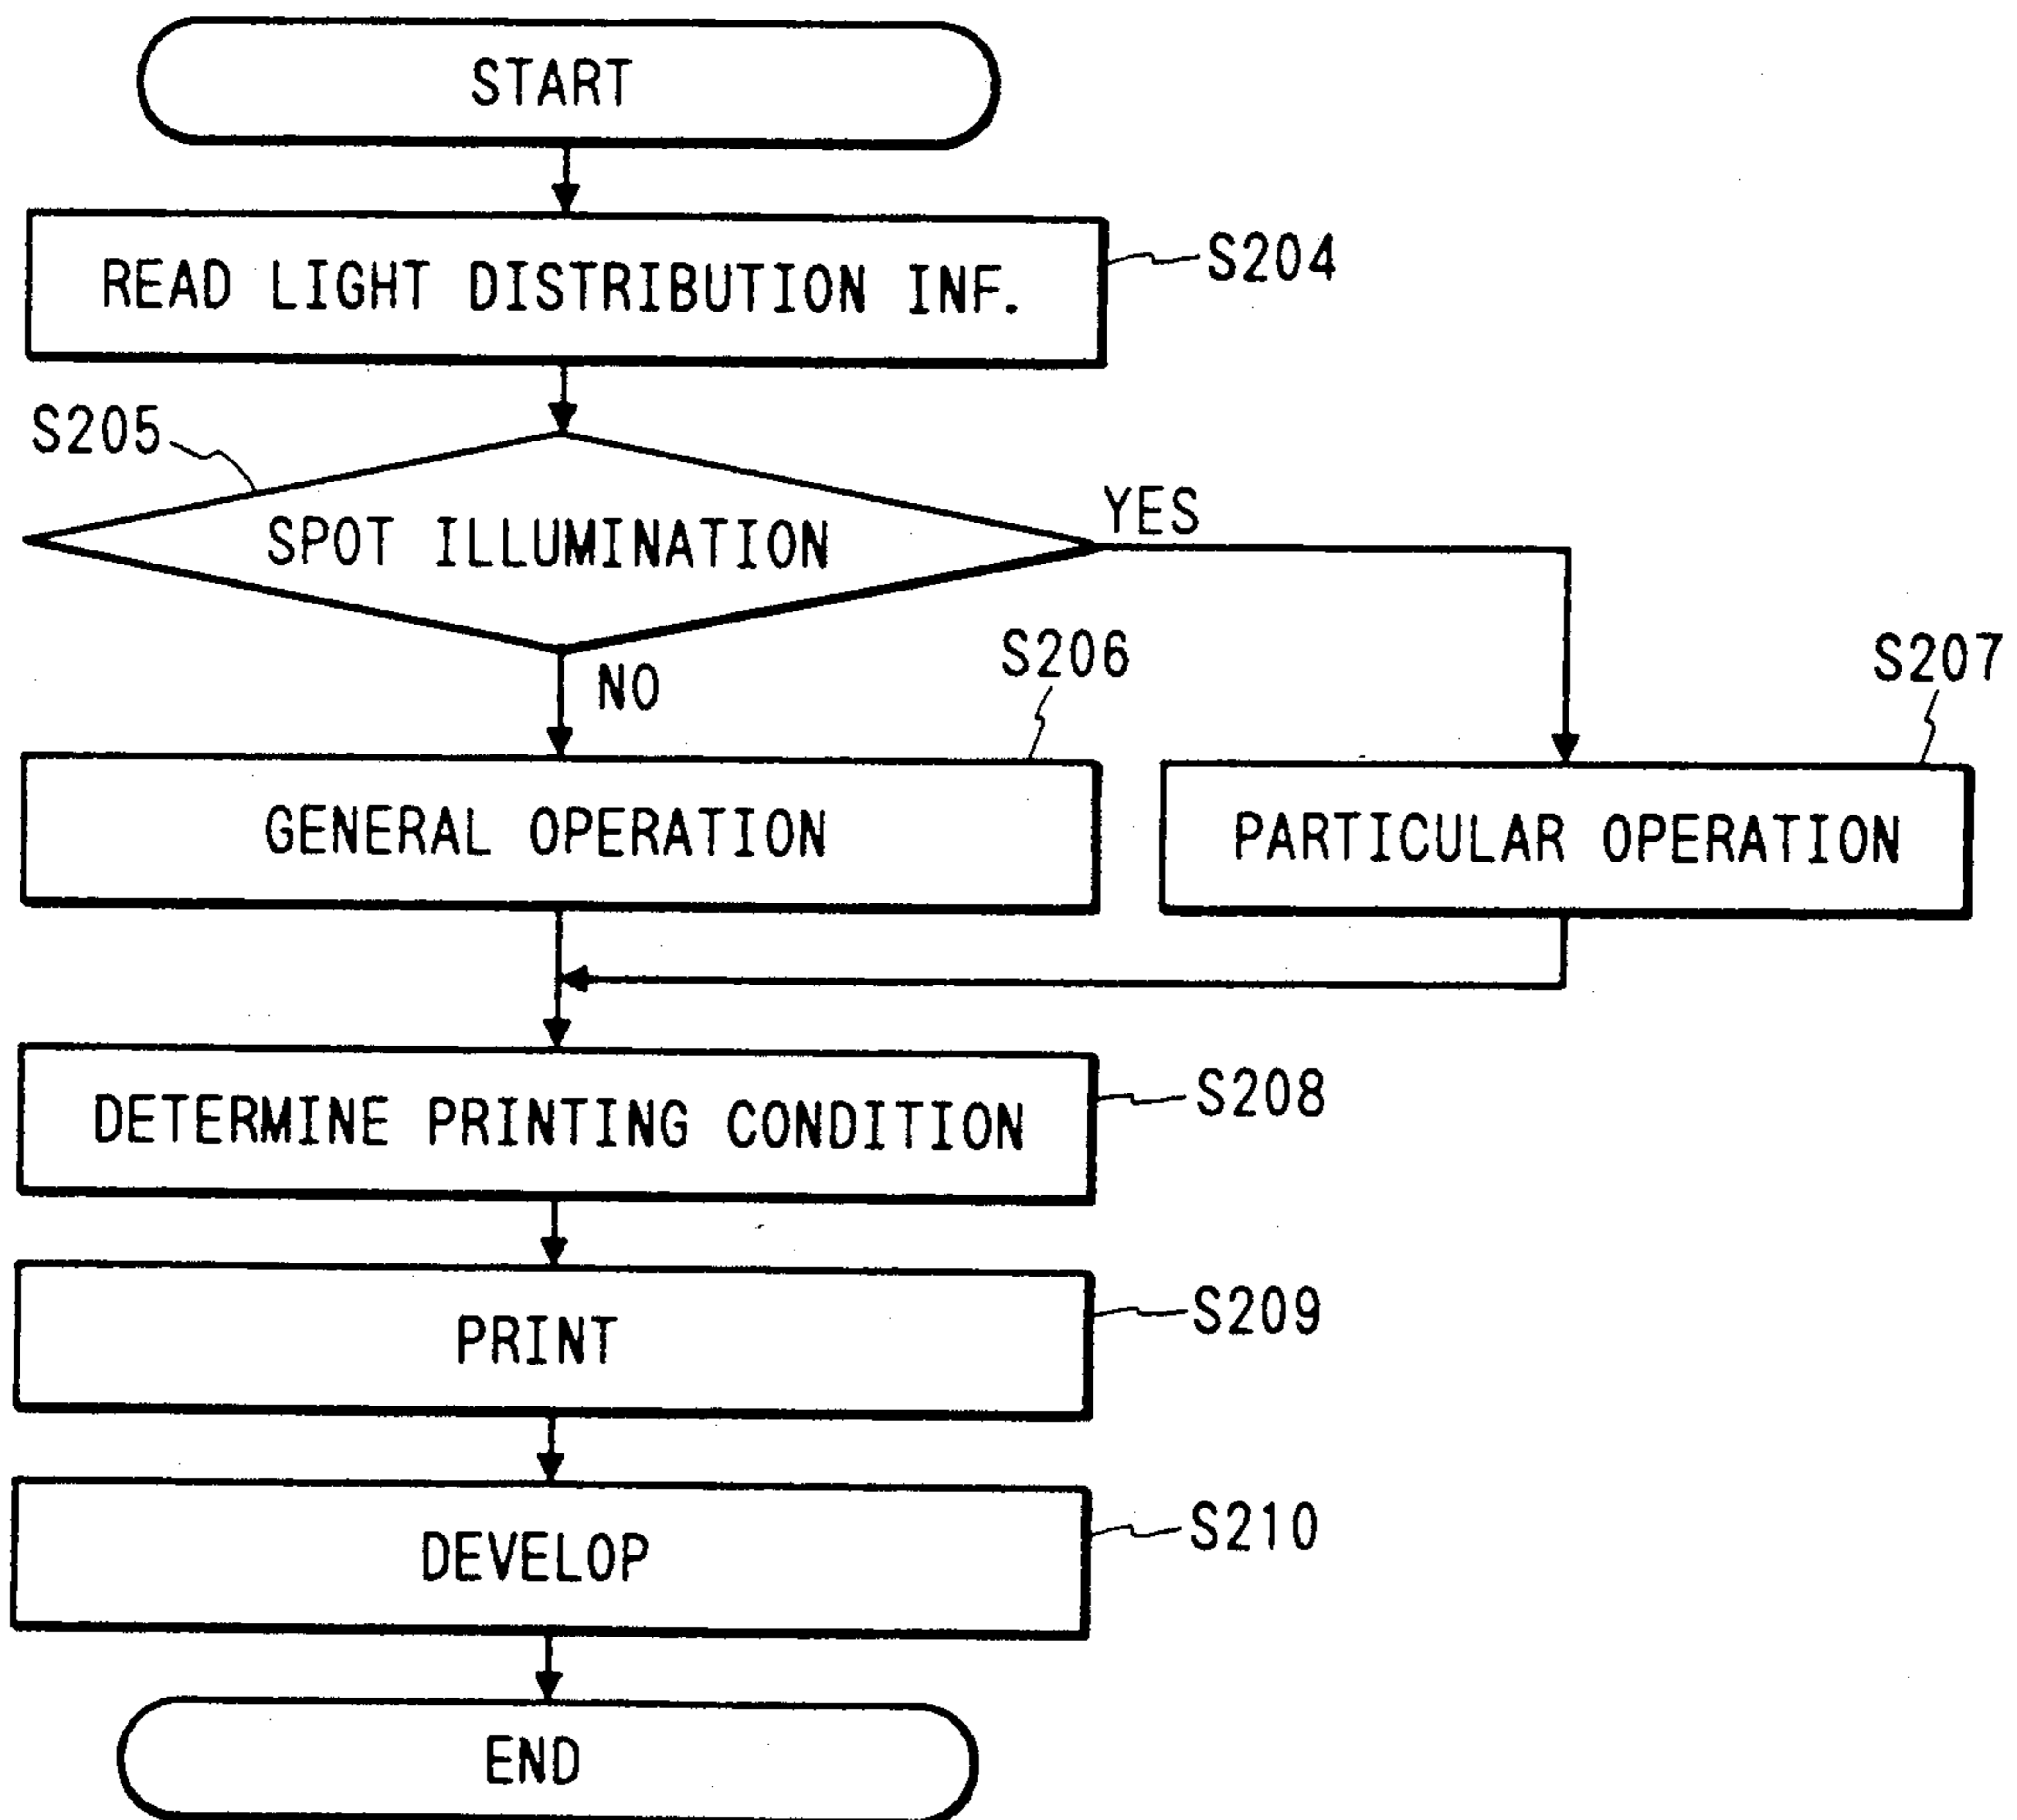 START
READ LIGHT DISTRIBUTION INF.
S204
S205
SPOT ILLUMINATION
YES
NO
S206
S207
GENERAL OPERATION
PARTICULAR OPERATION
DETERMINE PRINTING CONDITION
S208
PRINT
S209
DEVELOP
S210
END